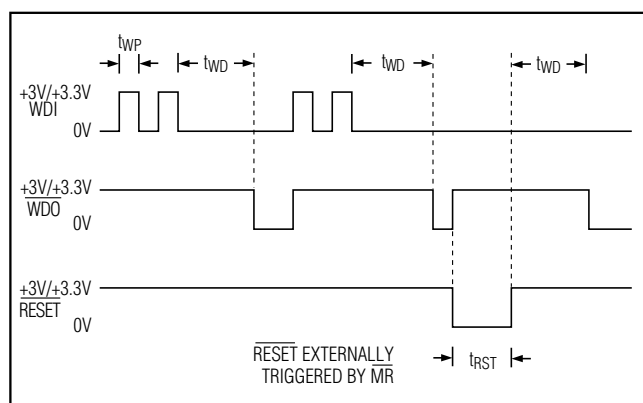 tWP
tWD
tWD
tWD
+3V/+3.3V
WDI
0V
+3V/+3.3V
WDO
0V
+3V/+3.3V
RESET
0V
RESET EXTERNALLY
TRIGGERED BY MR
tRST